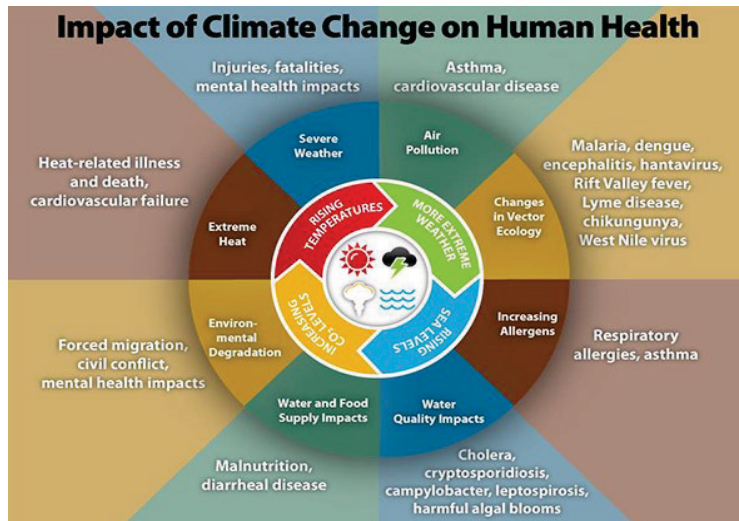 Impact of Climate Change on Human Health
Injuries, fatalities,
mental health impacts
Asthma,
cardiovascular disease
Heat-related illness
and death,
cardiovascular failure
Malaria, dengue,
encephalitis, hantavirus,
Rift Valley fever,
Lyme disease,
chikungunya,
West Nile virus
Severe
Weather
Air
Pollution
Extreme
Heat
Changes
in Vector
Ecology
RISING
TEMPERATURES
MORE EXTREME
WEATHER
INCREASING
CO₂ LEVELS
RISING
SEA LEVELS
Environ-
mental
Degradation
Increasing
Allergens
Forced migration,
civil conflict,
mental health impacts
Respiratory
allergies, asthma
Water and Food
Supply Impacts
Water
Quality Impacts
Malnutrition,
diarrheal disease
Cholera,
cryptosporidiosis,
campylobacter, leptospirosis,
harmful algal blooms